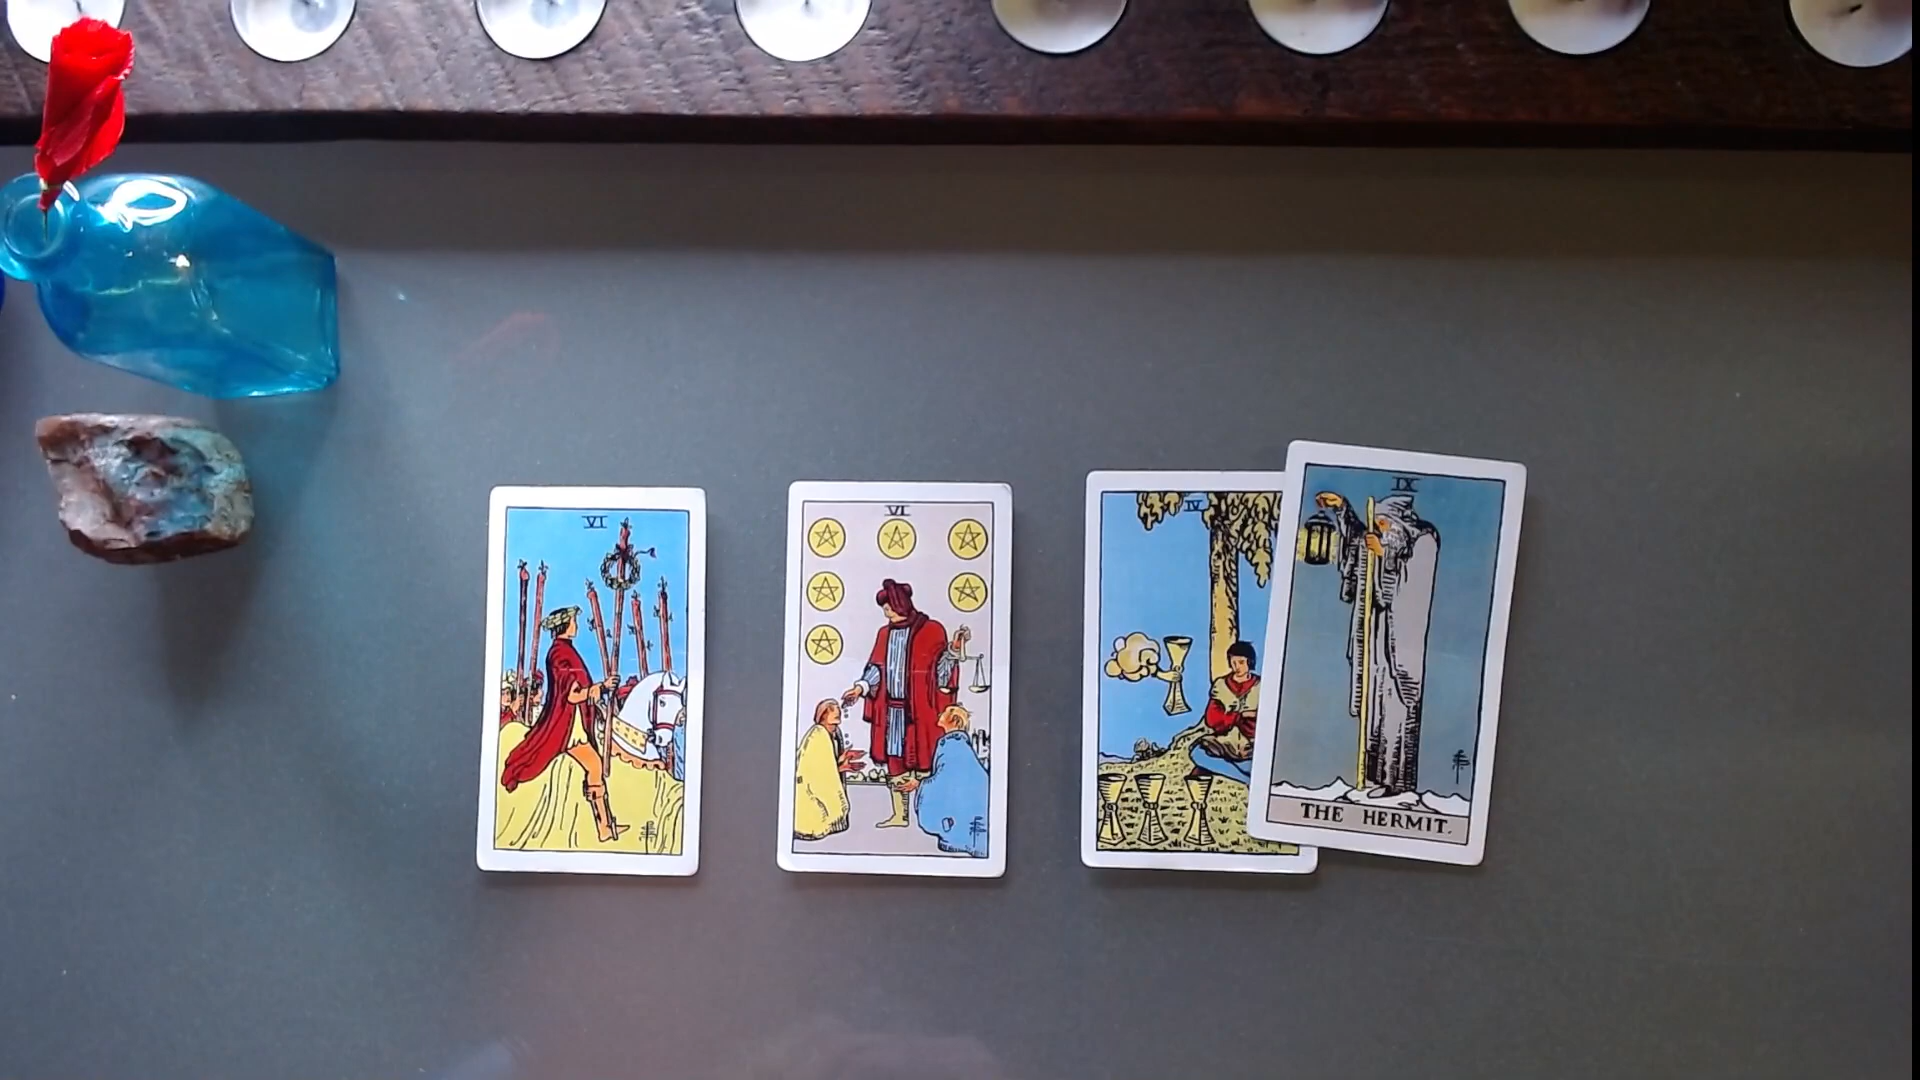 VI
VI
IV
IX
THE HERMIT.